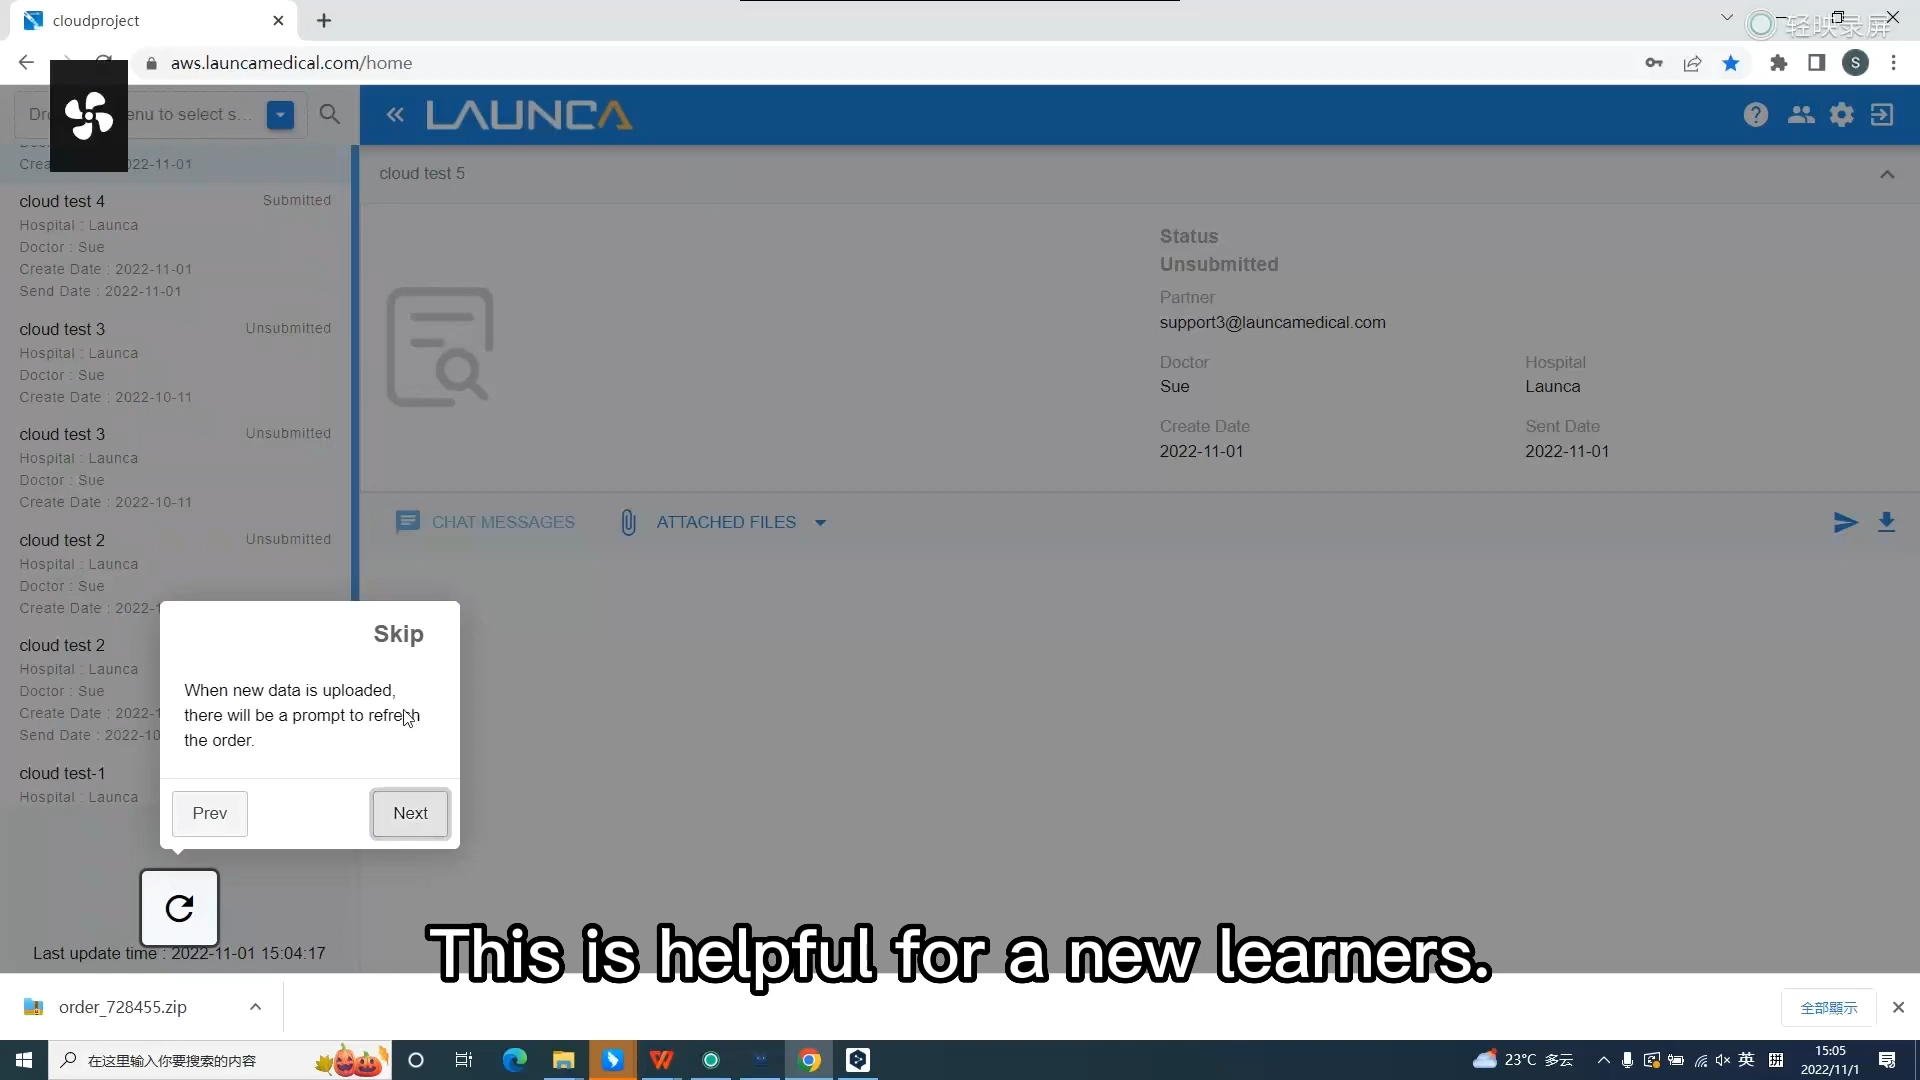 cloudproject
轻映录屏
aws.launcamedical.com/home
S
enu to select s...
LAUNCA
22-11-01
cloud test 4
Submitted
Hospital : Launca
Doctor : Sue
Create Date : 2022-11-01
Send Date : 2022-11-01
cloud test 3
Unsubmitted
Hospital : Launca
Doctor : Sue
Create Date : 2022-10-11
cloud test 3
Unsubmitted
Hospital : Launca
Doctor : Sue
Create Date : 2022-10-11
cloud test 2
Unsubmitted
Hospital : Launca
Doctor : Sue
Create Date : 2022-1
cloud test 2
Hospital : Launca
Doctor : Sue
Create Date : 2022-1
Send Date : 2022-10
cloud test-1
Hospital : Launca
Last update time : 2022-11-01 15:04:17
cloud test 5
Status
Unsubmitted
Partner
support3@launcamedical.com
Doctor
Hospital
Sue
Launca
Create Date
Sent Date
2022-11-01
2022-11-01
CHAT MESSAGES
ATTACHED FILES
Skip
When new data is uploaded,
there will be a prompt to refresh
the order.
Prev
Next
This is helpful for a new learners.
order_728455.zip
全部顯示
在这里输入你要搜索的内容
23°C 多云
英
拼
15:05
2022/11/1